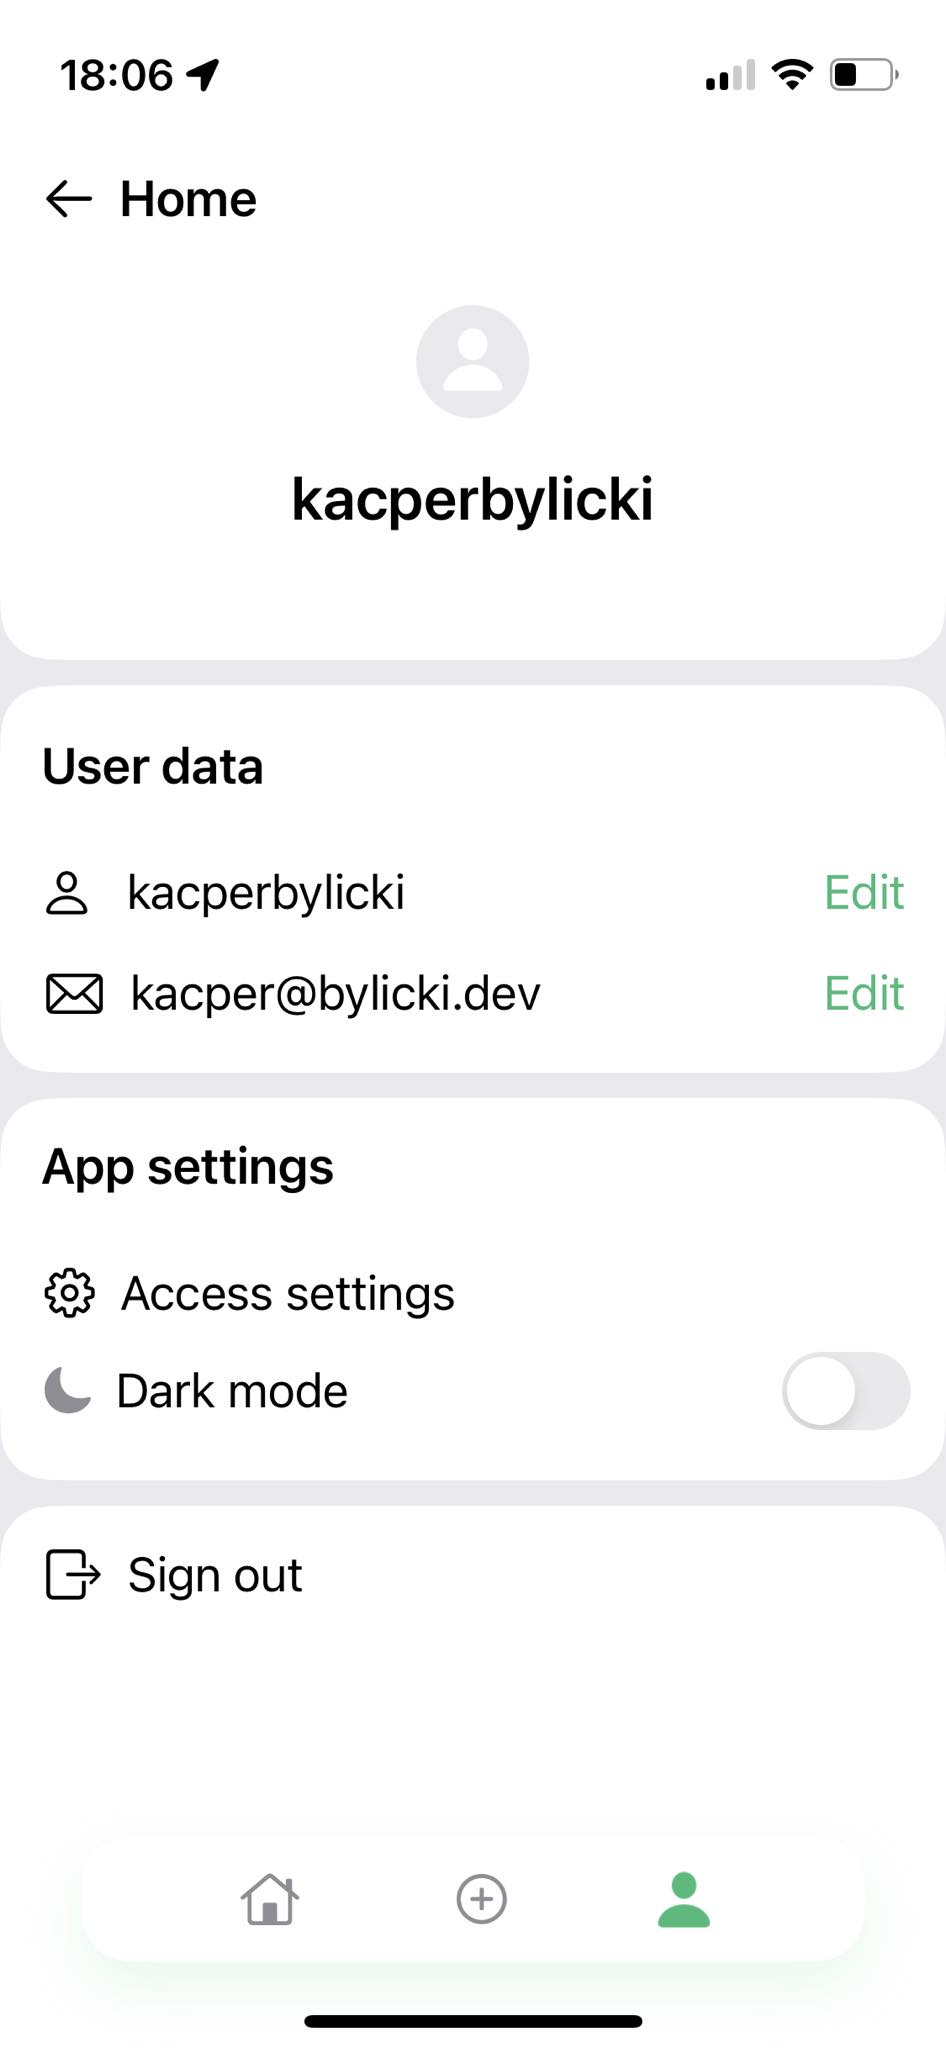 18:06
Home
kacperbylicki
User data
kacperbylicki Edit
kacper@bylicki.dev Edit
App settings
Access settings
Dark mode
Sign out